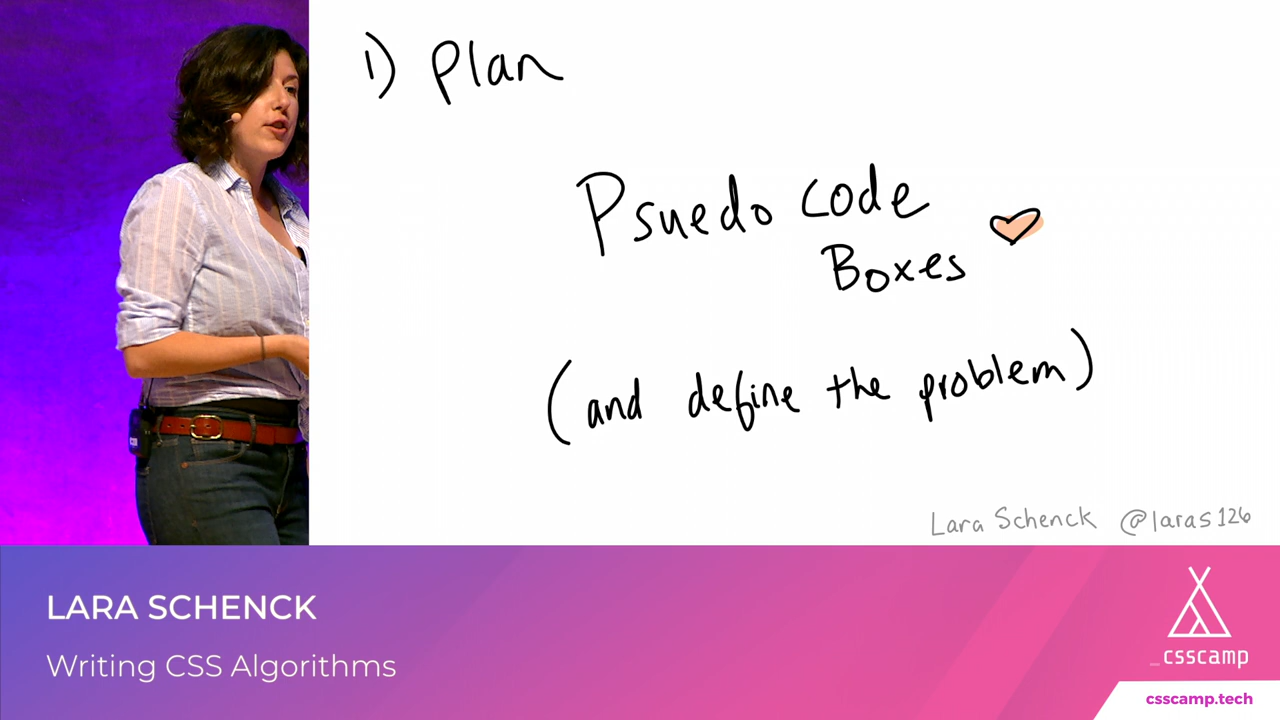 1) Plan
Psuedo code
Boxes
(and define the problem)
Lara Schenck @laras126
LARA SCHENCK
Writing CSS Algorithms
_csscamp
csscamp.tech